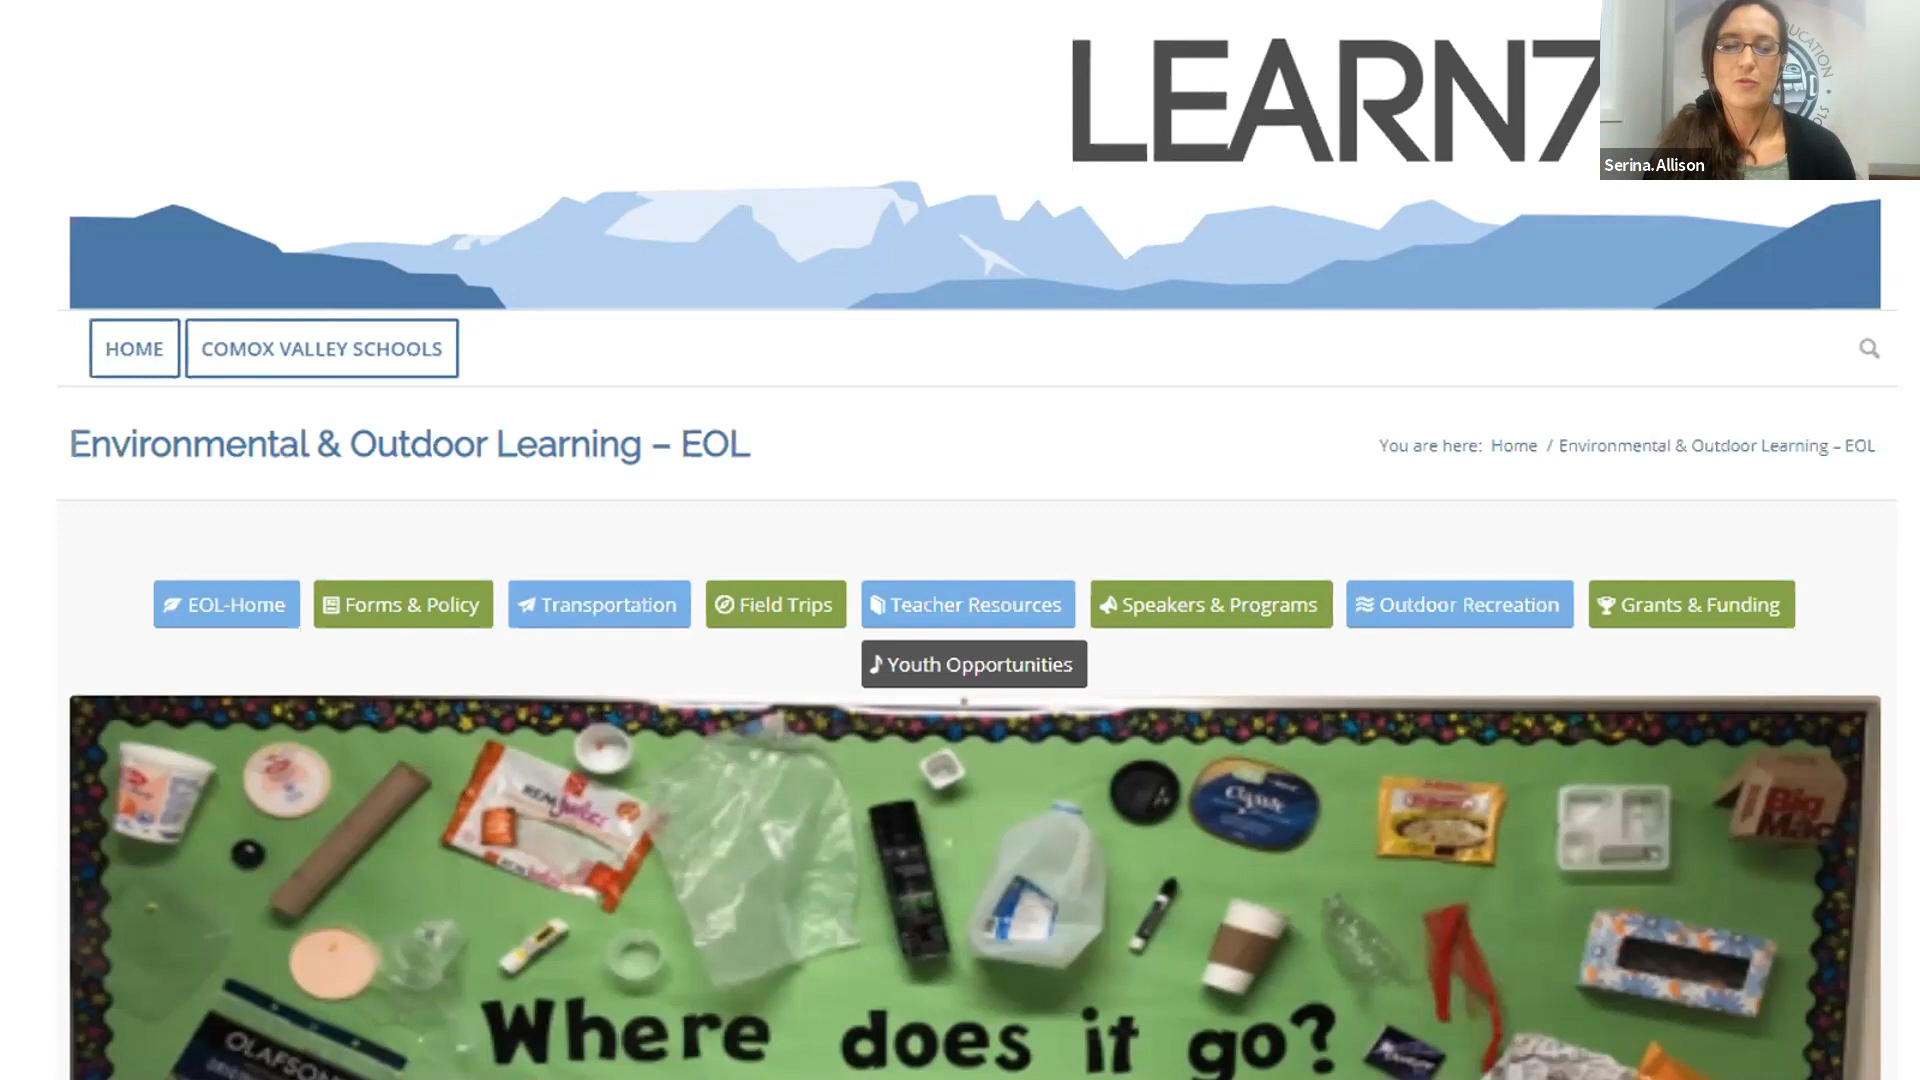 LEARN7
UCATION
Serina.Allison
HOME
COMOX VALLEY SCHOOLS
Environmental & Outdoor Learning – EOL
You are here: Home / Environmental & Outdoor Learning – EOL
EOL-Home
Forms & Policy
Transportation
Field Trips
Teacher Resources
Speakers & Programs
Outdoor Recreation
Grants & Funding
Youth Opportunities
Classic
Big
Mac
Where does it go?
OLAFSON